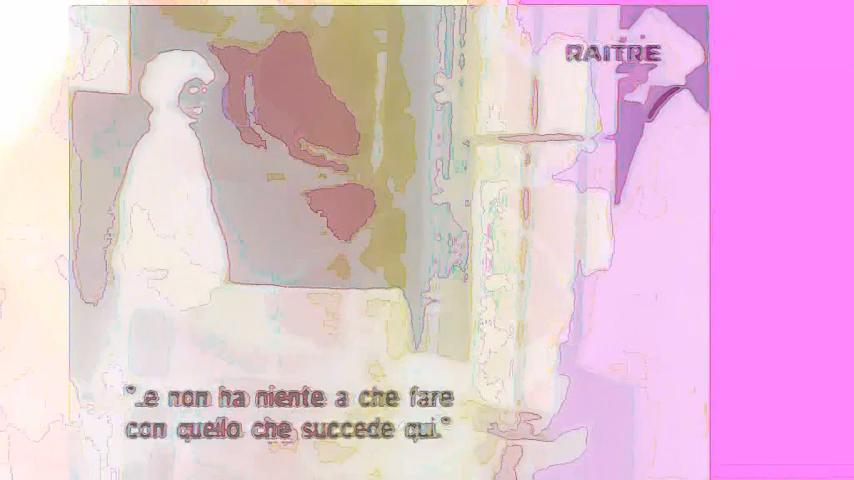 RAITRE
"..e non ha niente a che fare
con quello che succede qui."